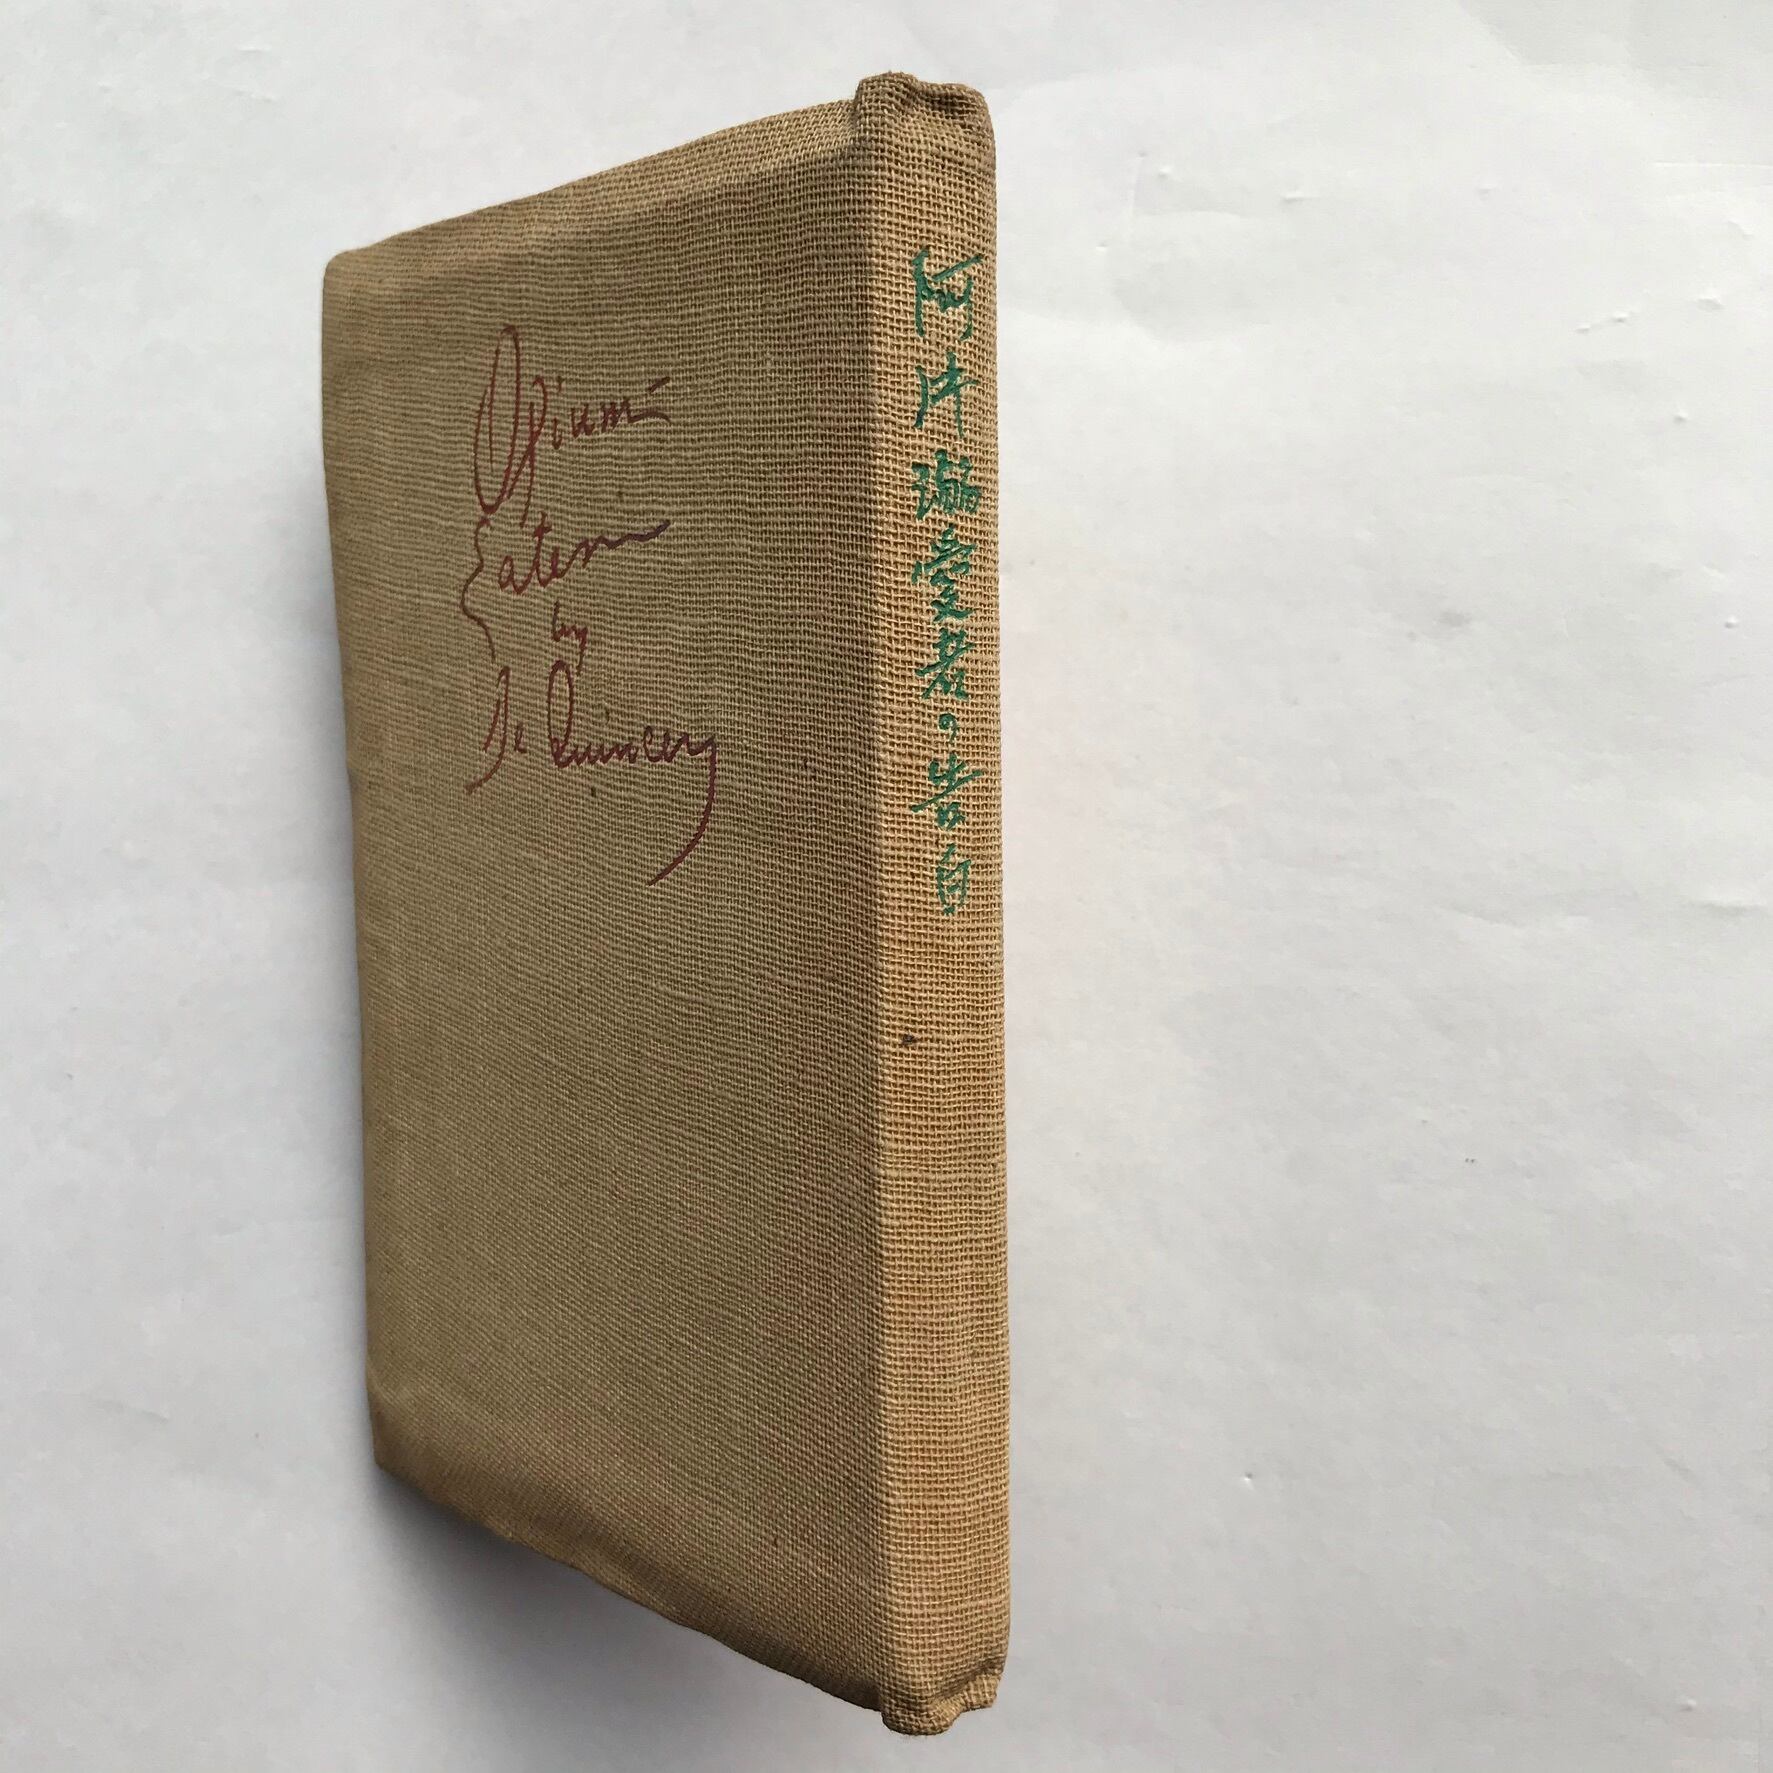 Opium-
Eater
by
De Quincey
阿片溺愛者の告白